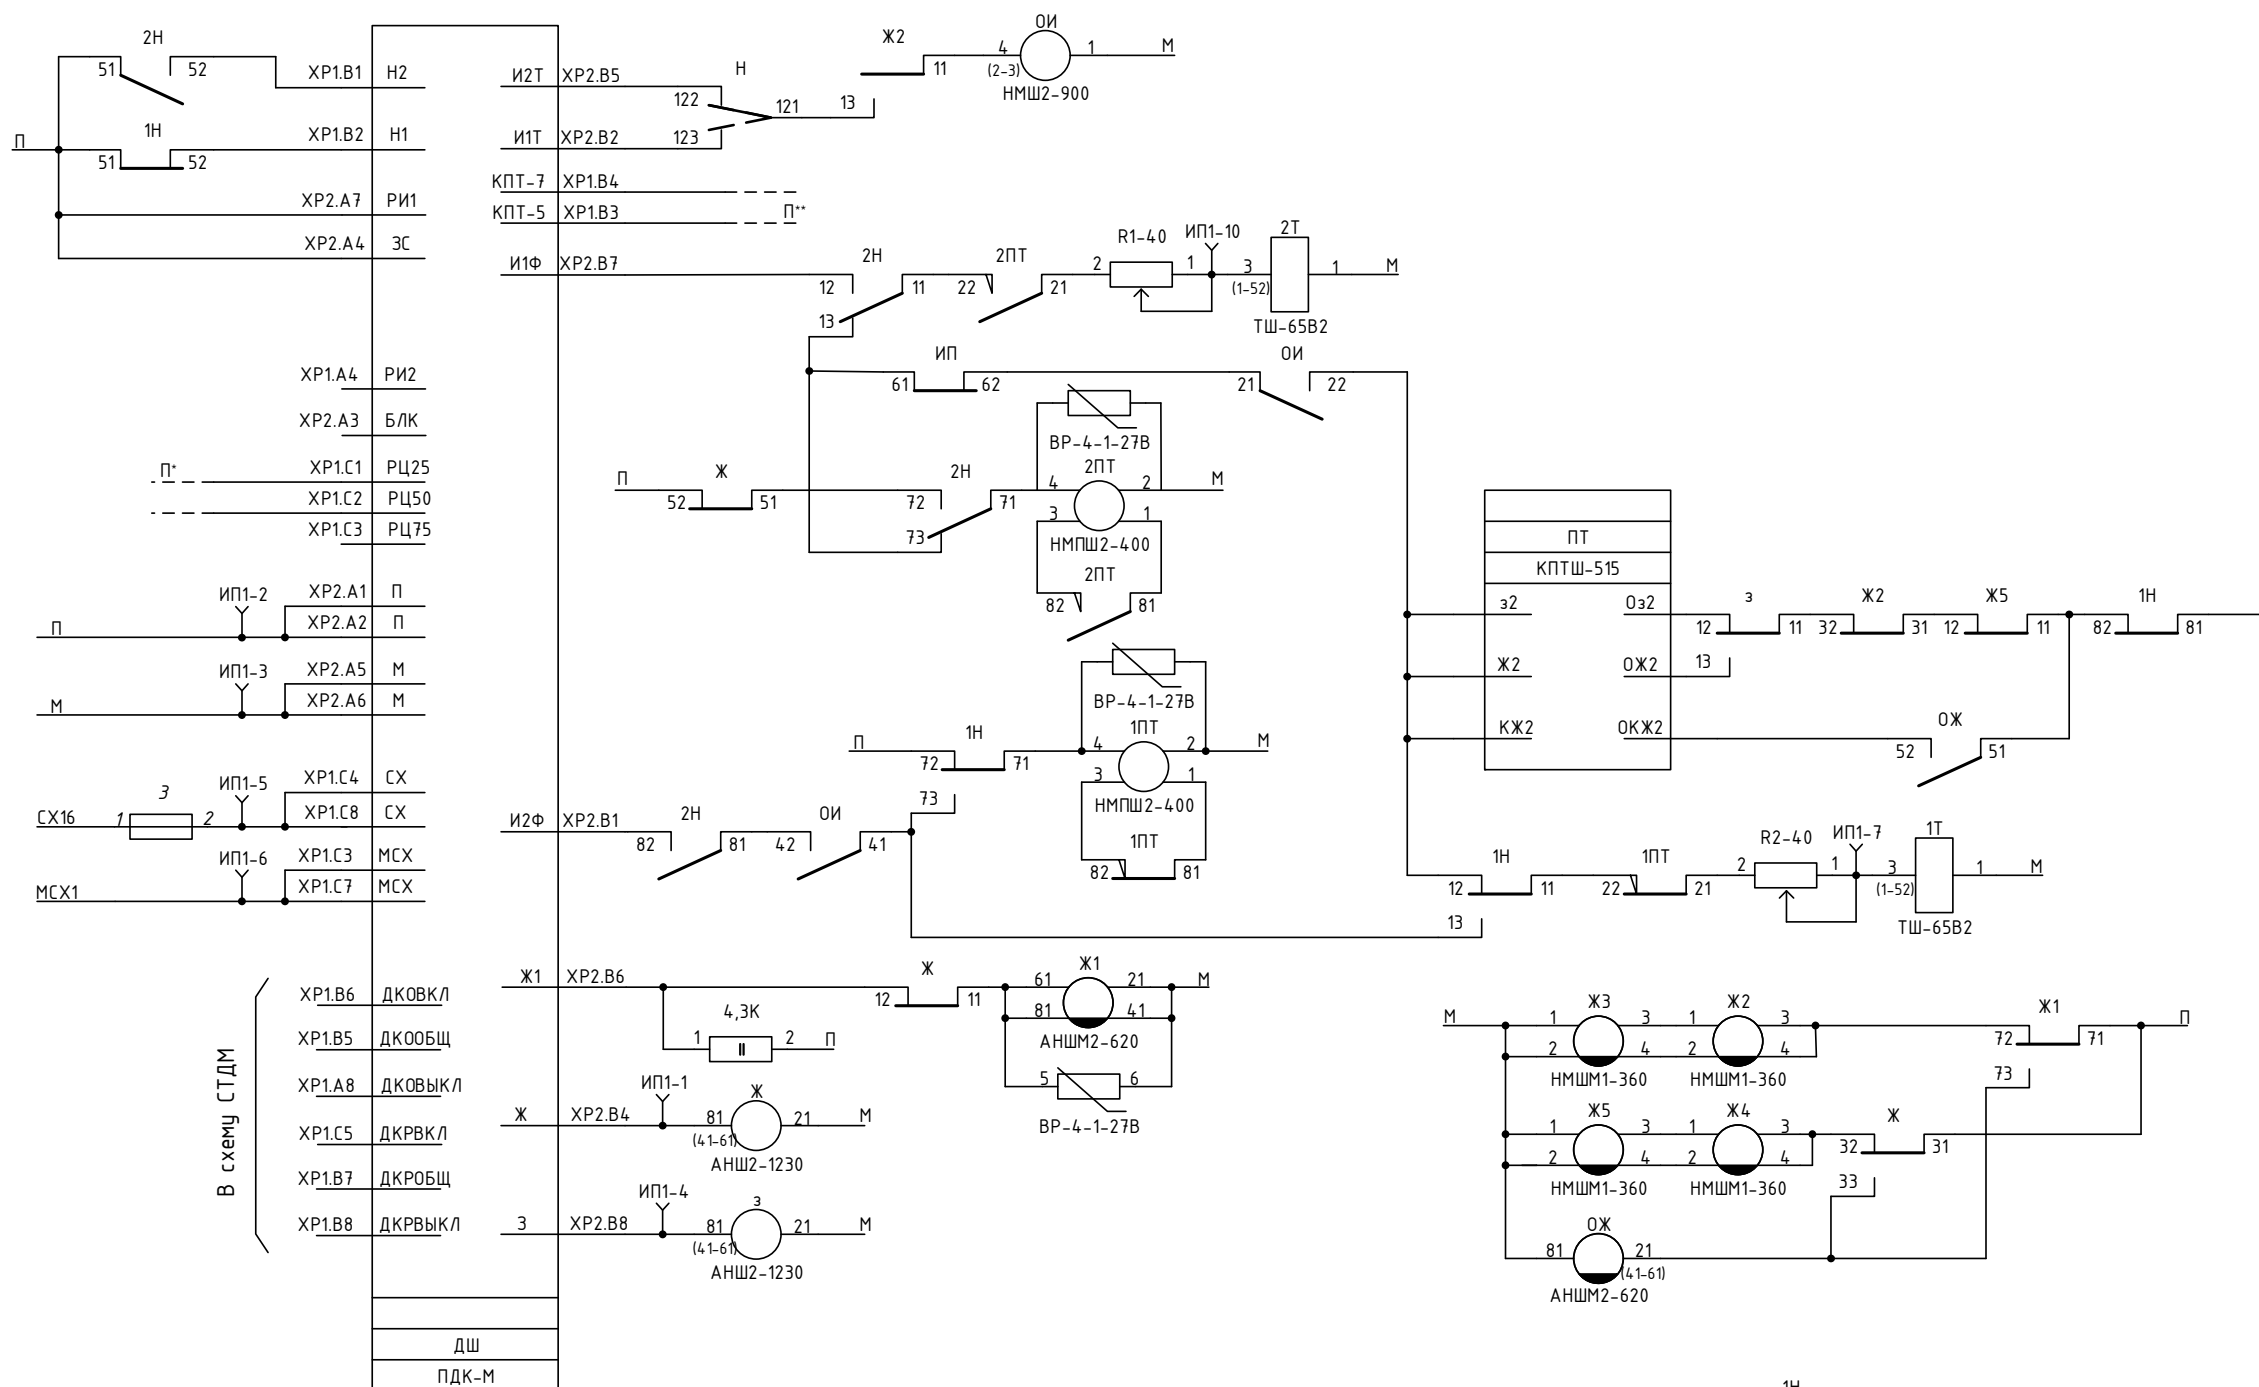 2Н
51 52
ХР1.В1 Н2
1Н
П
51 52
ХР1.В2 Н1
ХР2.А7 РИ1
ХР2.А4 ЗС
ХР1.А4 РИ2
ХР2.А3 БЛК
П* ХР1.С1 РЦ25
ХР1.С2 РЦ50
ХР1.С3 РЦ75
ИП1-2 ХР2.А1 П
П ХР2.А2 П
ИП1-3 ХР2.А5 М
М ХР2.А6 М
3 ИП1-5 ХР1.С4 СХ
СХ16 1 2 ХР1.С8 СХ
ИП1-6 ХР1.С3 МСХ
МСХ1 ХР1.С7 МСХ
В схему СТДМ
ХР1.В6 ДКОВКЛ
ХР1.В5 ДКООБЩ
ХР1.А8 ДКОВЫКЛ
ХР1.С5 ДКРВКЛ
ХР1.В7 ДКРОБЩ
ХР1.В8 ДКРВЫКЛ
ДШ
ПДК-М
И2Т ХР2.В5
И1Т ХР2.В2
Н
122 121
123
13
Ж2
11
4 ОИ 1 М
(2-3)
НМШ2-900
КПТ-7 ХР1.В4
КПТ-5 ХР1.В3 П**
И1Ф ХР2.В7
2Н
12 11
13
2ПТ
22 21
R1-40
2 1
ИП1-10
3
(1-52)
2Т
1 М
ТШ-65В2
ИП
61 62
ОИ
21 22
ВР-4-1-27В
П Ж
52 51
2Н
72 71
73
2ПТ
4 2 М
3 1
НМПШ2-400
2ПТ
82 81
ВР-4-1-27В
П 1Н
72 71
73
1ПТ
4 2 М
3 1
НМПШ2-400
1ПТ
82 81
И2Ф ХР2.В1
2Н
82 81
ОИ
42 41
ПТ
КПТШ-515
з2 Оз2
Ж2 ОЖ2
КЖ2 ОКЖ2
з
12 11
13
Ж2
32 31
Ж5
12 11
1Н
82 81
ОЖ
52 51
1Н
12 11
13
1ПТ
22 21
R2-40
2 1
ИП1-7
3
(1-52)
1Т
1 М
ТШ-65В2
Ж1 ХР2.В6
Ж
12 11
4,3К
1 2 П
Ж1
61 21 М
81 41
АНШМ2-620
5 6
ВР-4-1-27В
Ж ХР2.В4
ИП1-1
81 Ж 21 М
(41-61)
АНШ2-1230
З ХР2.В8
ИП1-4
81 з 21 М
(41-61)
АНШ2-1230
М
Ж3 Ж2
1 3 1 3
2 4 2 4
НМШМ1-360 НМШМ1-360
Ж1
72 71 П
73
Ж5 Ж4
1 3 1 3
2 4 2 4
НМШМ1-360 НМШМ1-360
Ж
32 31
33
ОЖ
81 21
(41-61)
АНШМ2-620
1Н